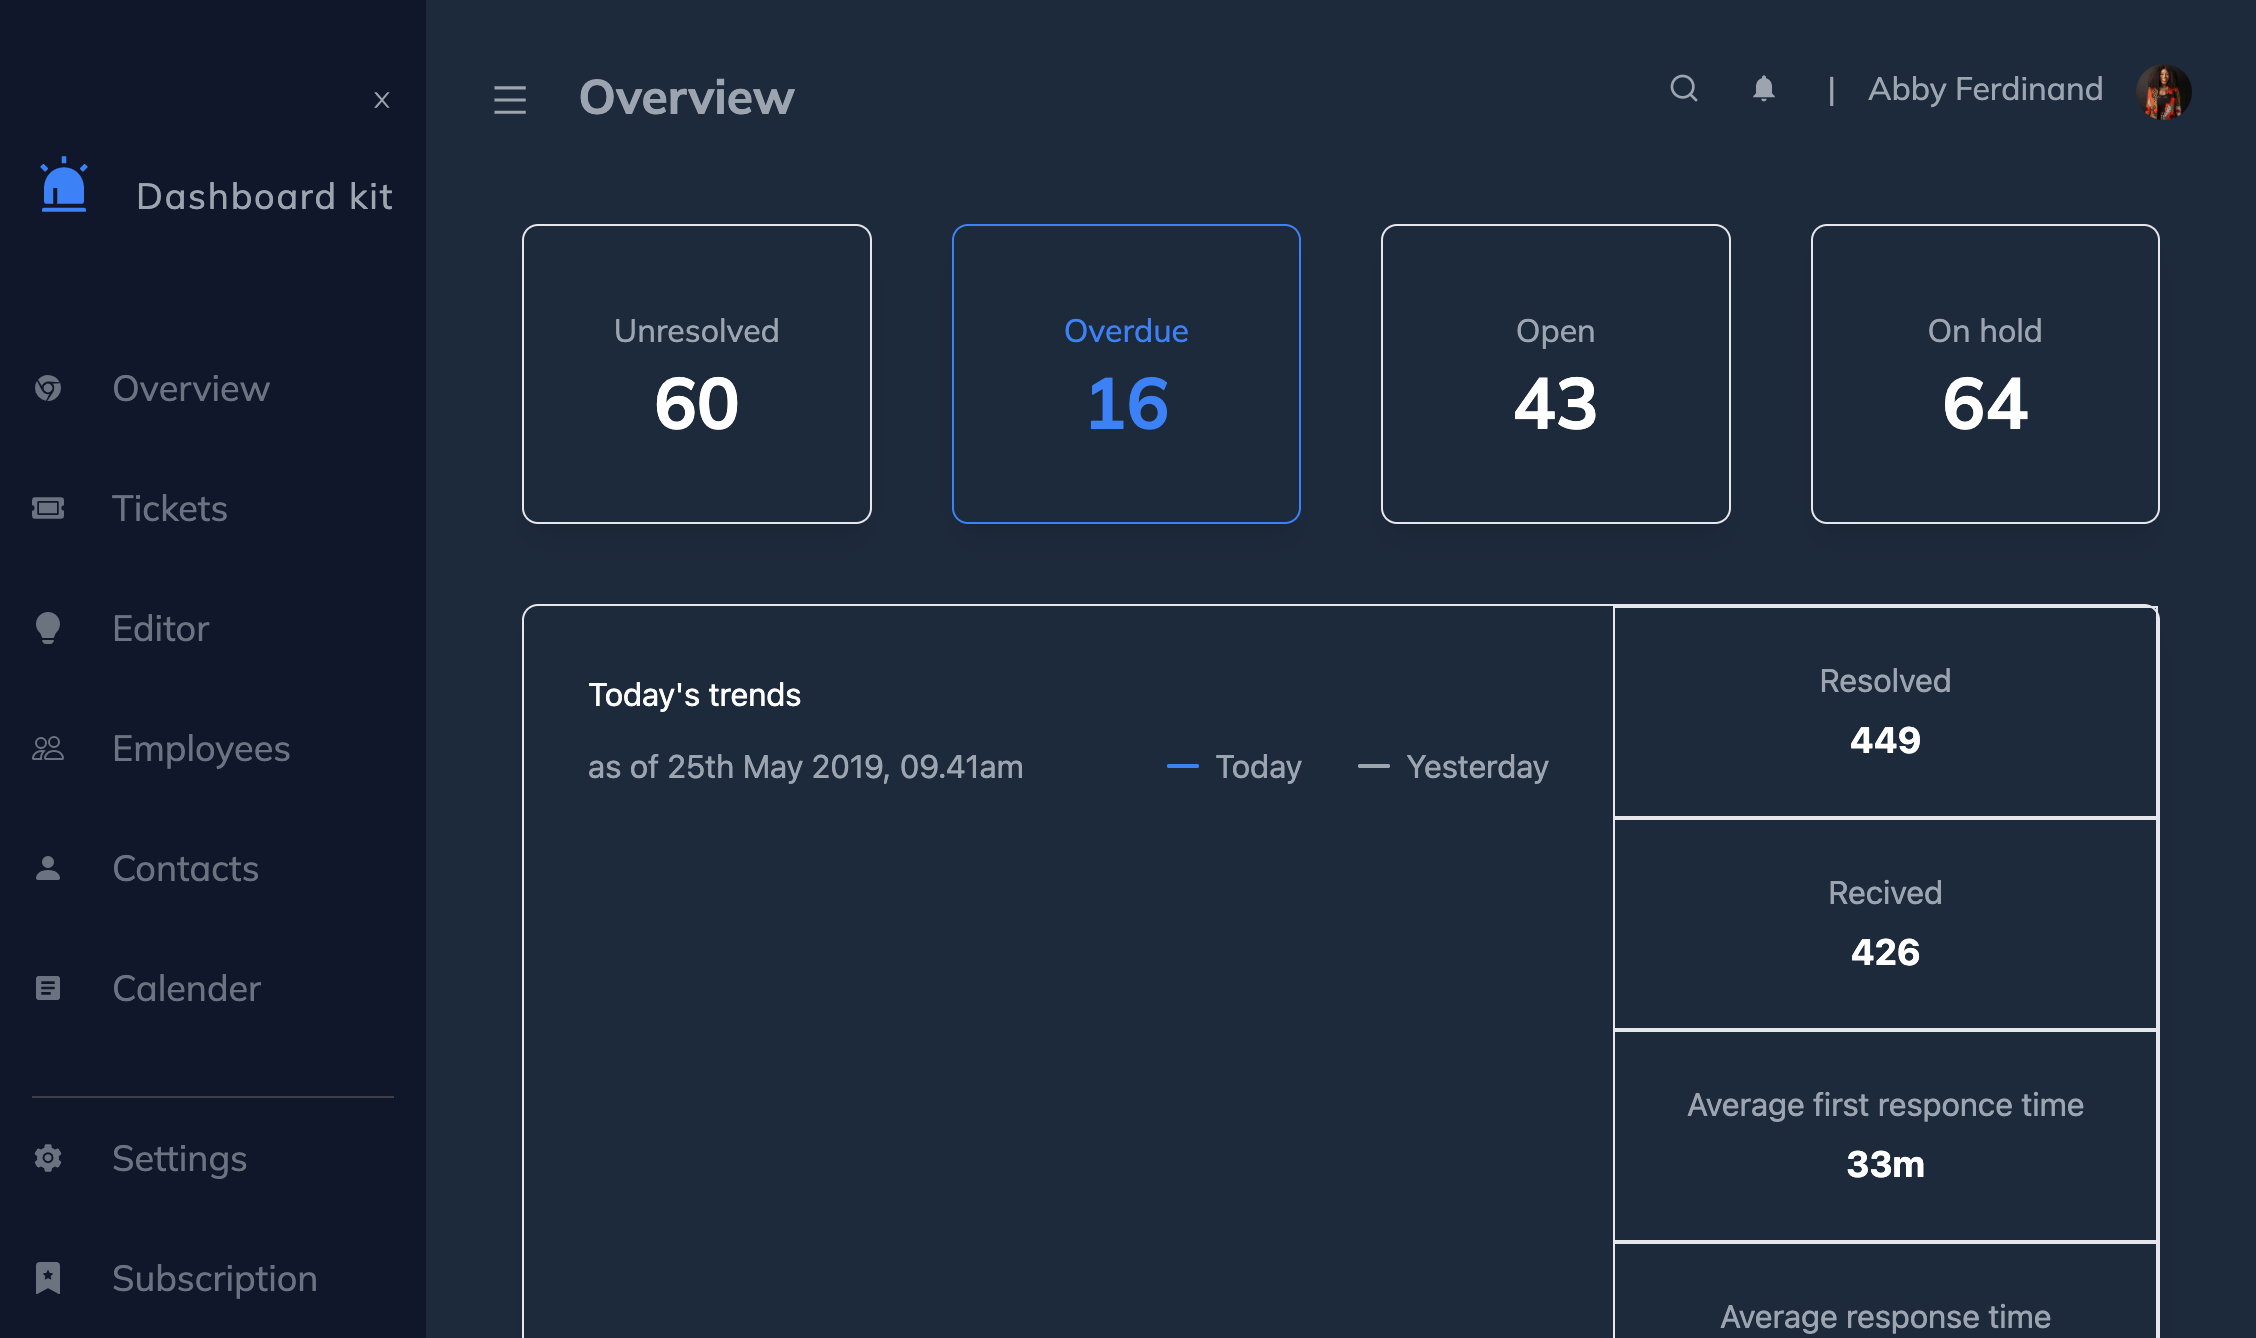 x
Dashboard kit
Overview
Tickets
Editor
Employees
Contacts
Calender
Settings
Subscription
Overview
| Abby Ferdinand
Unresolved
60
Overdue
16
Open
43
On hold
64
Today's trends
as of 25th May 2019, 09.41am
Today
Yesterday
Resolved
449
Recived
426
Average first responce time
33m
Average response time